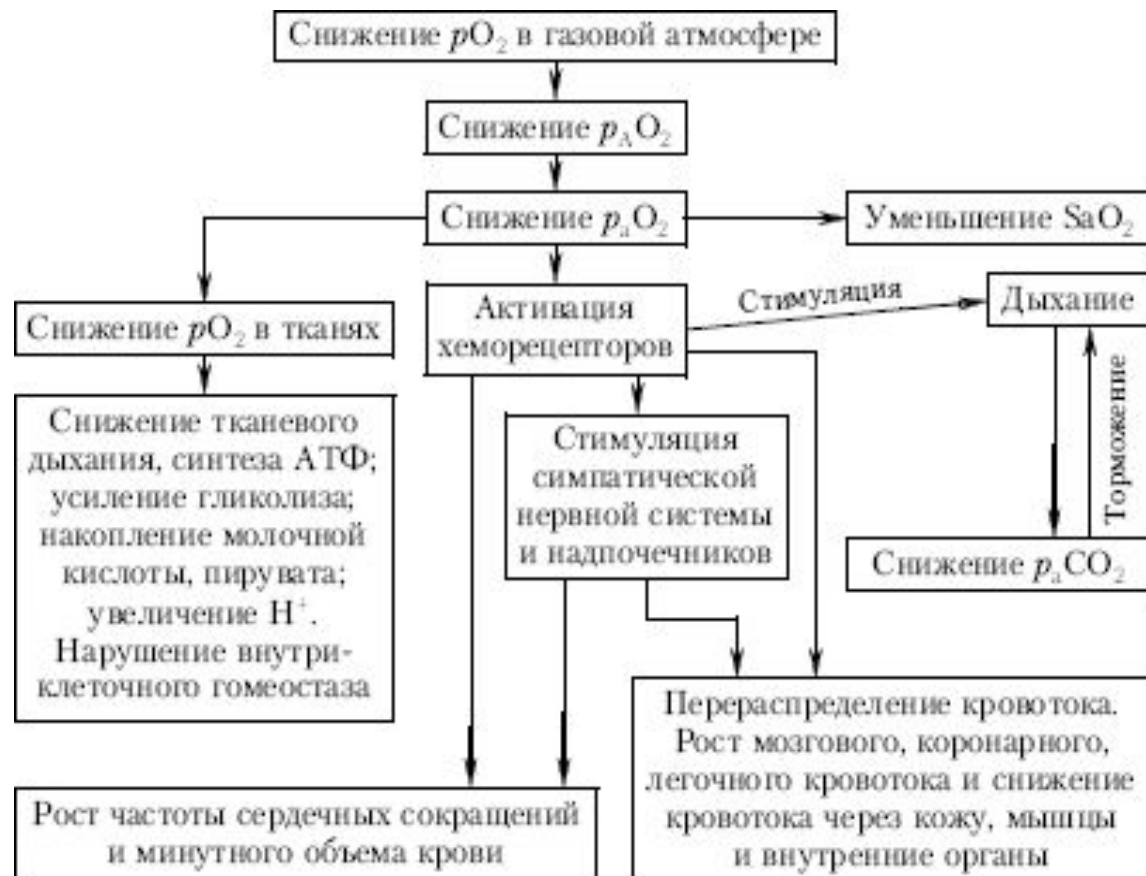 Снижение pO₂ в газовой атмосфере
Снижение pAO₂
Снижение pаO₂
Уменьшение SaO₂
Снижение pO₂ в тканях
Активация
хеморецепторов
Стимуляция
Дыхание
Снижение тканевого
дыхания, синтеза АТФ;
усиление гликолиза;
накопление молочной
кислоты, пирувата;
увеличение H⁺.
Нарушение внутри-
клеточного гомеостаза
Стимуляция
симпатической
нервной системы
и надпочечников
Торможение
Снижение pаCO₂
Перераспределение кровотока.
Рост мозгового, коронарного,
легочного кровотока и снижение
кровотока через кожу, мышцы
и внутренние органы
Рост частоты сердечных сокращений
и минутного объема крови